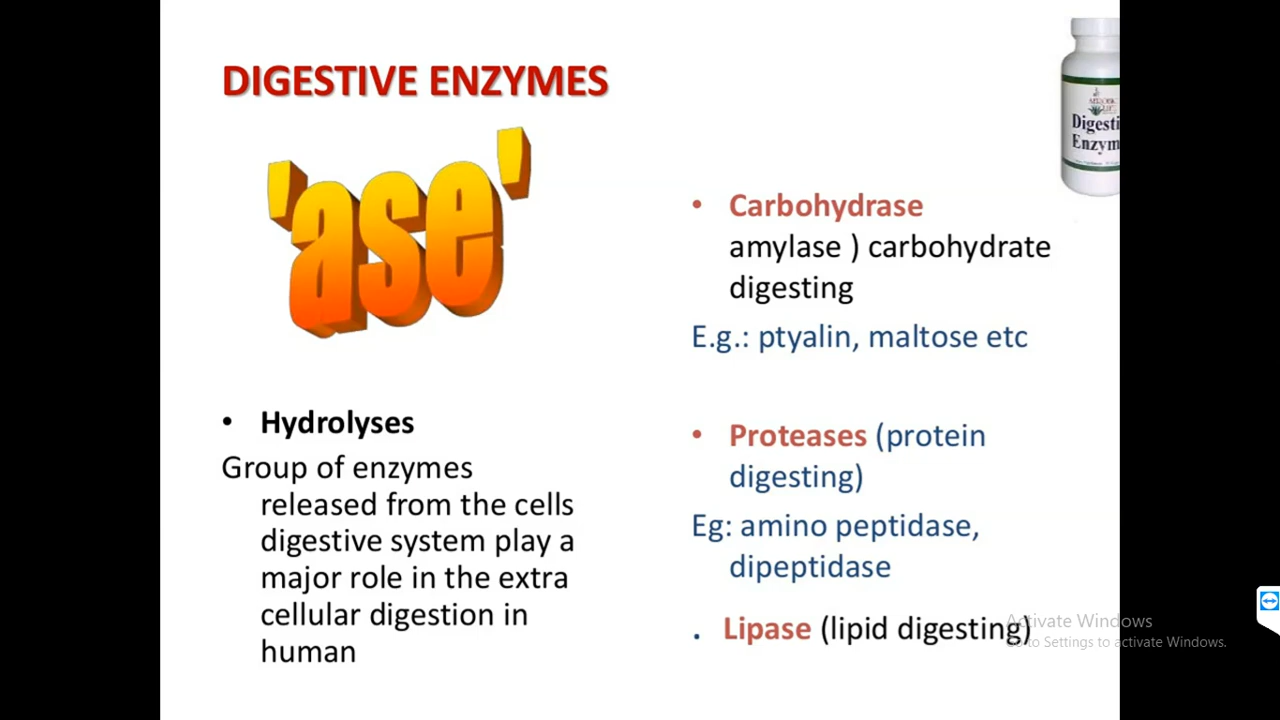 DIGESTIVE ENZYMES
'ase'
• Hydrolyses
Group of enzymes
released from the cells
digestive system play a
major role in the extra
cellular digestion in
human
Digesti
Enzym
• Carbohydrase
amylase ) carbohydrate
digesting
E.g.: ptyalin, maltose etc
• Proteases (protein
digesting)
Eg: amino peptidase,
dipeptidase
. Lipase (lipid digesting)
Activate Windows
Go to Settings to activate Windows.